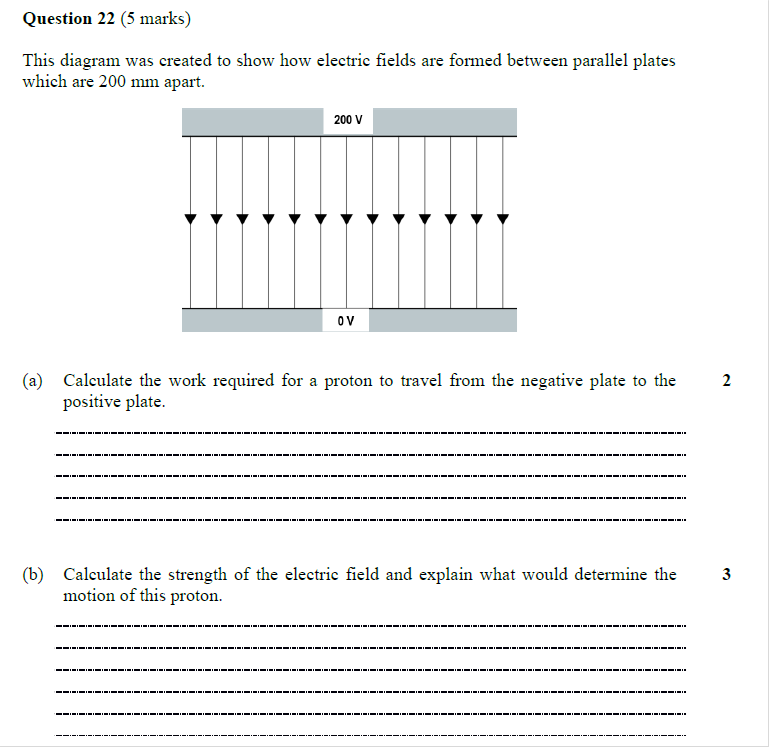 Question 22 (5 marks)
This diagram was created to show how electric fields are formed between parallel plates
which are 200 mm apart.
200 V
0 V
(a) Calculate the work required for a proton to travel from the negative plate to the 2
positive plate.
(b) Calculate the strength of the electric field and explain what would determine the 3
motion of this proton.